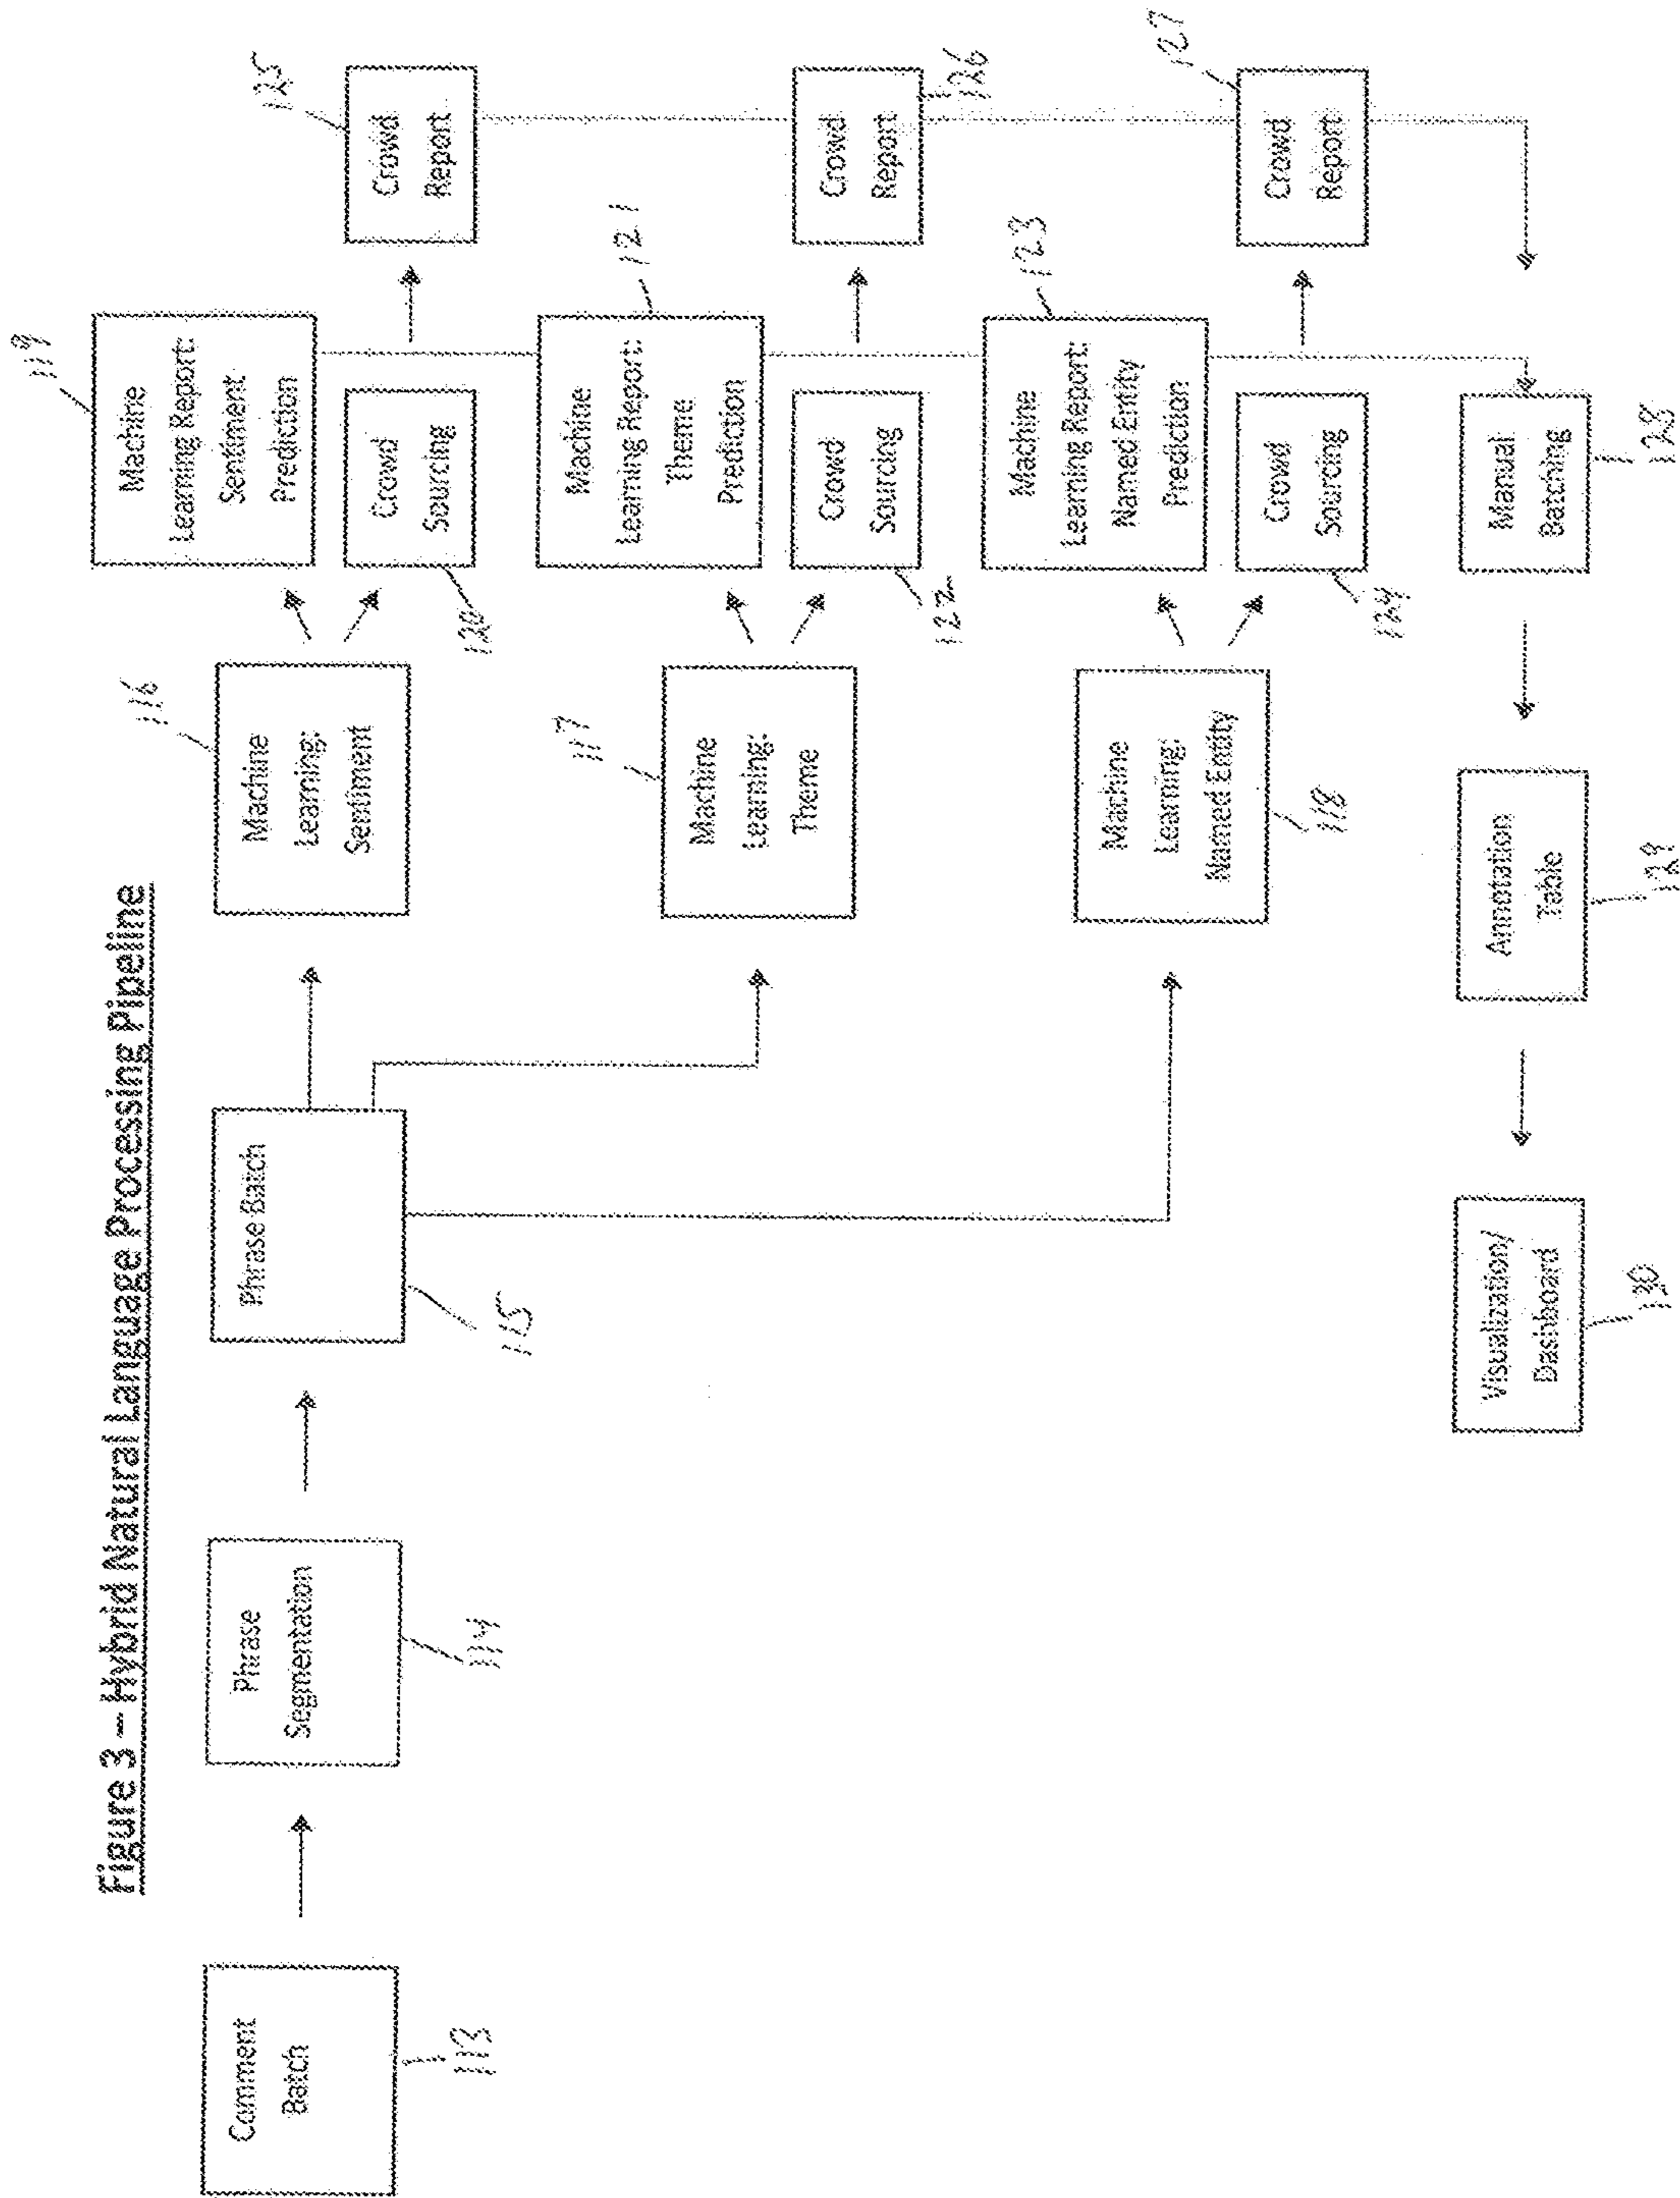 Figure 3 – Hybrid Natural Language Processing Pipeline
119
Machine
Learning Report:
Sentiment
Prediction
125
Crowd
Report
116
Machine
Learning:
Sentiment
Crowd
Sourcing
120
Comment
Batch
113
Phrase
Segmentation
114
Phrase Batch
115
121
Machine
Learning Report:
Theme
Prediction
117
Machine
Learning:
Theme
Crowd
Sourcing
122
Crowd
Report
126
123
Machine
Learning Report:
Named Entity
Prediction
Machine
Learning:
Named Entity
118
Crowd
Sourcing
124
127
Crowd
Report
Visualization/
Dashboard
130
Annotation
Table
129
Manual
Batching
128